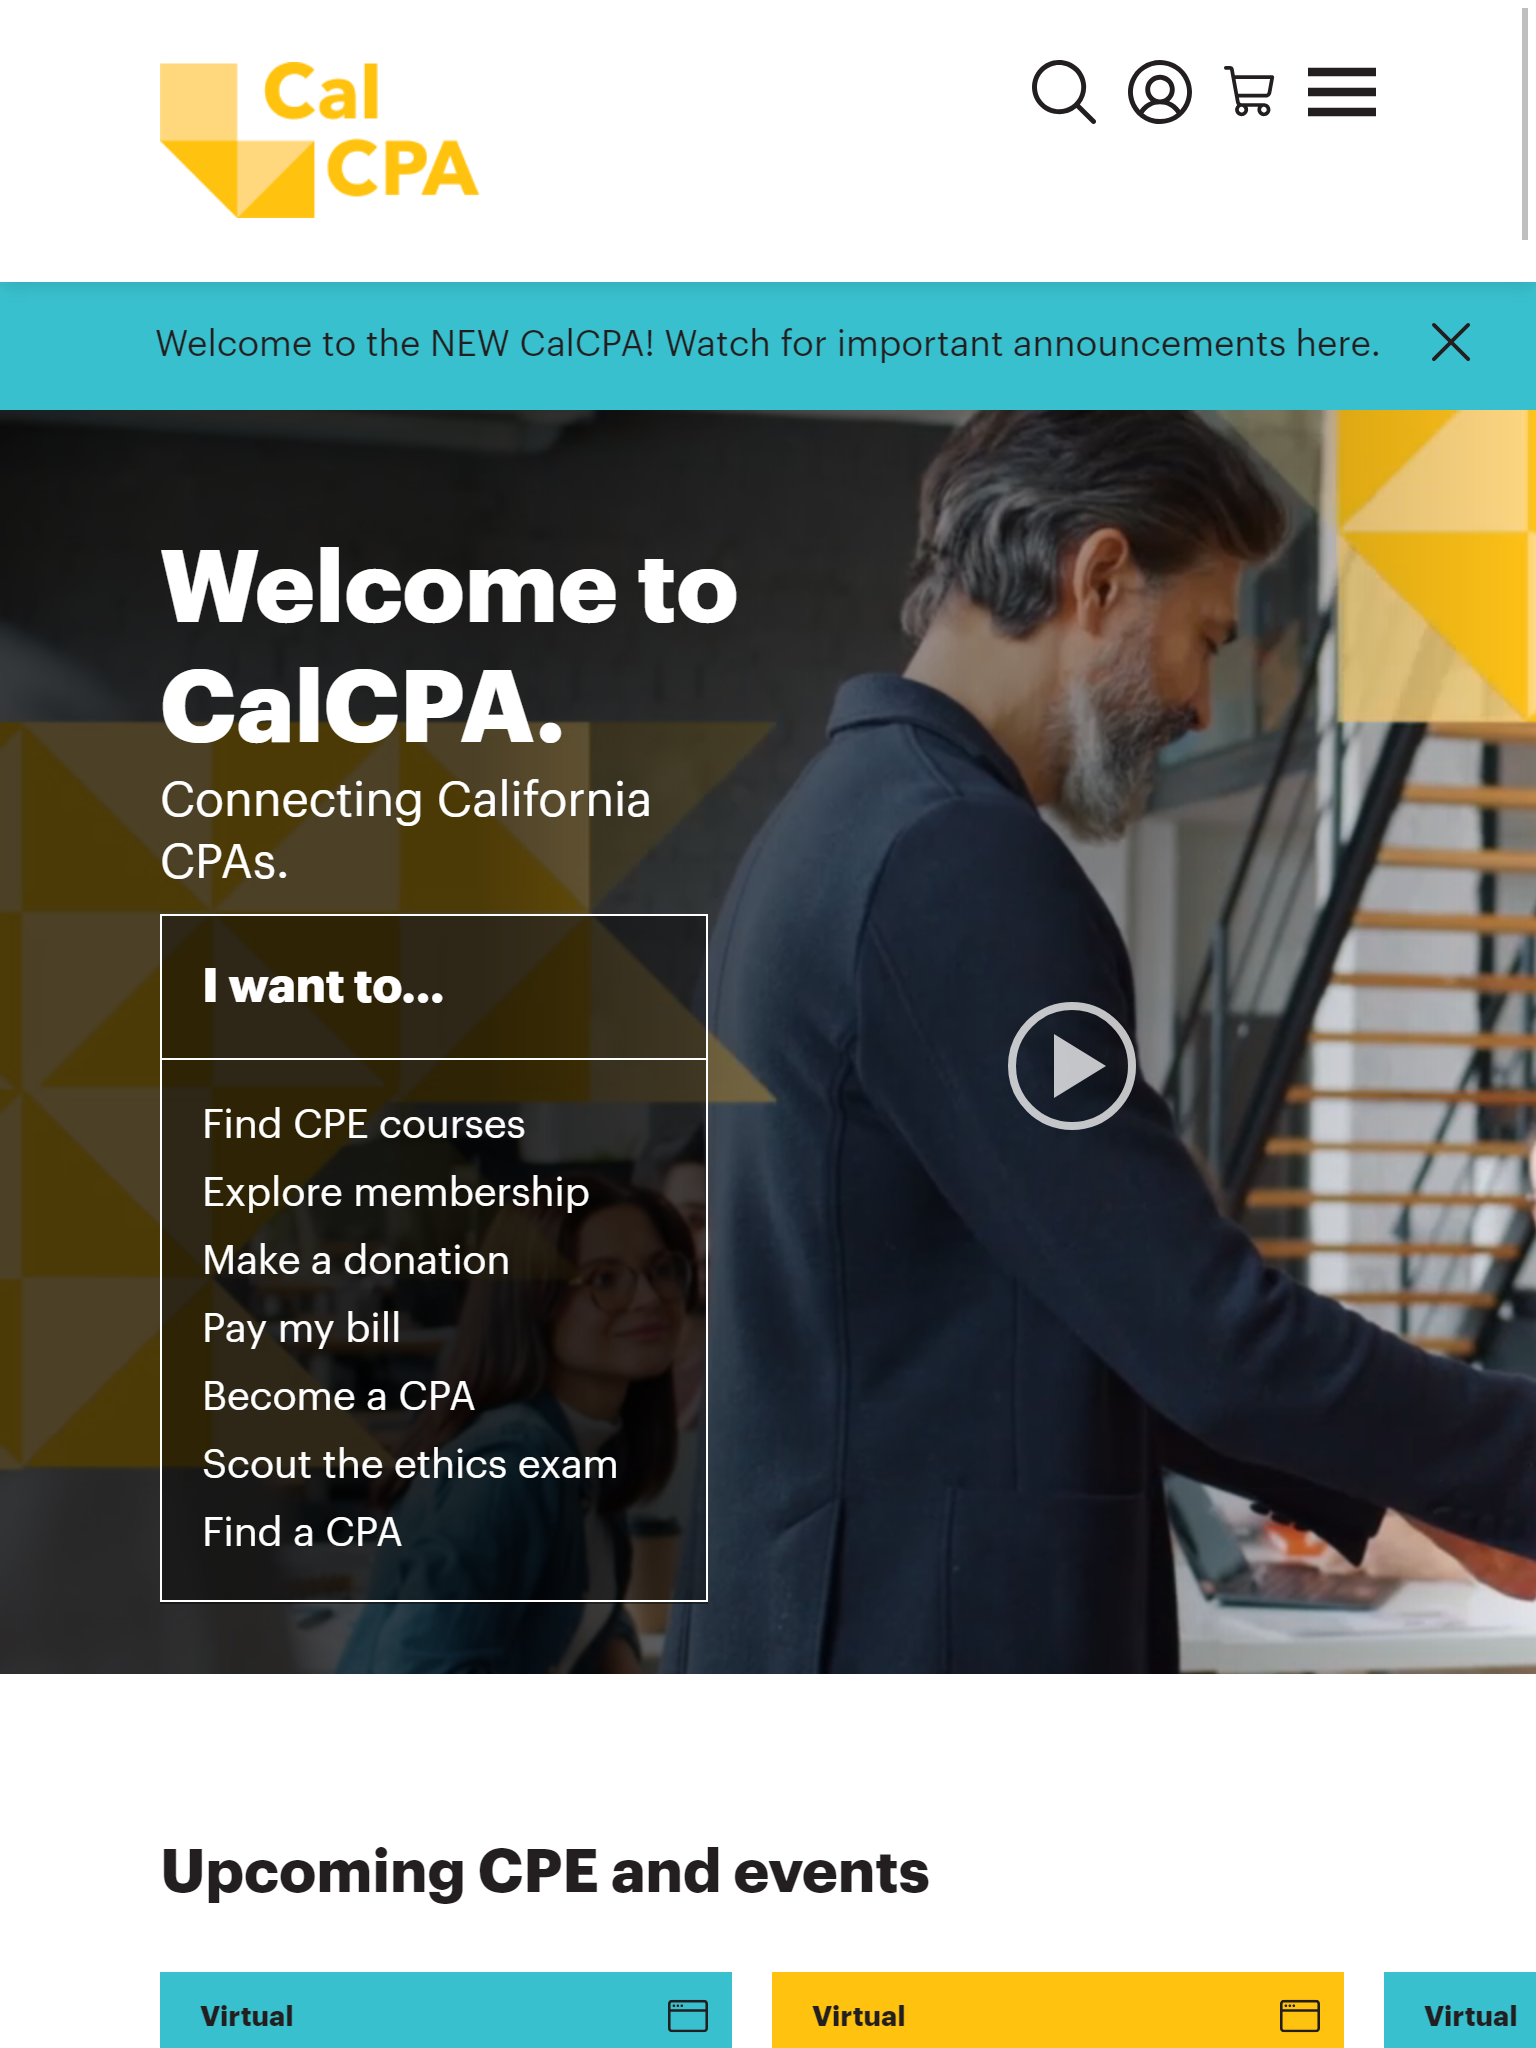 Cal
CPA
Welcome to the NEW CalCPA! Watch for important announcements here.
Welcome to
CalCPA.
Connecting California
CPAs.
I want to...
Find CPE courses
Explore membership
Make a donation
Pay my bill
Become a CPA
Scout the ethics exam
Find a CPA
Upcoming CPE and events
Virtual
Virtual
Virtual